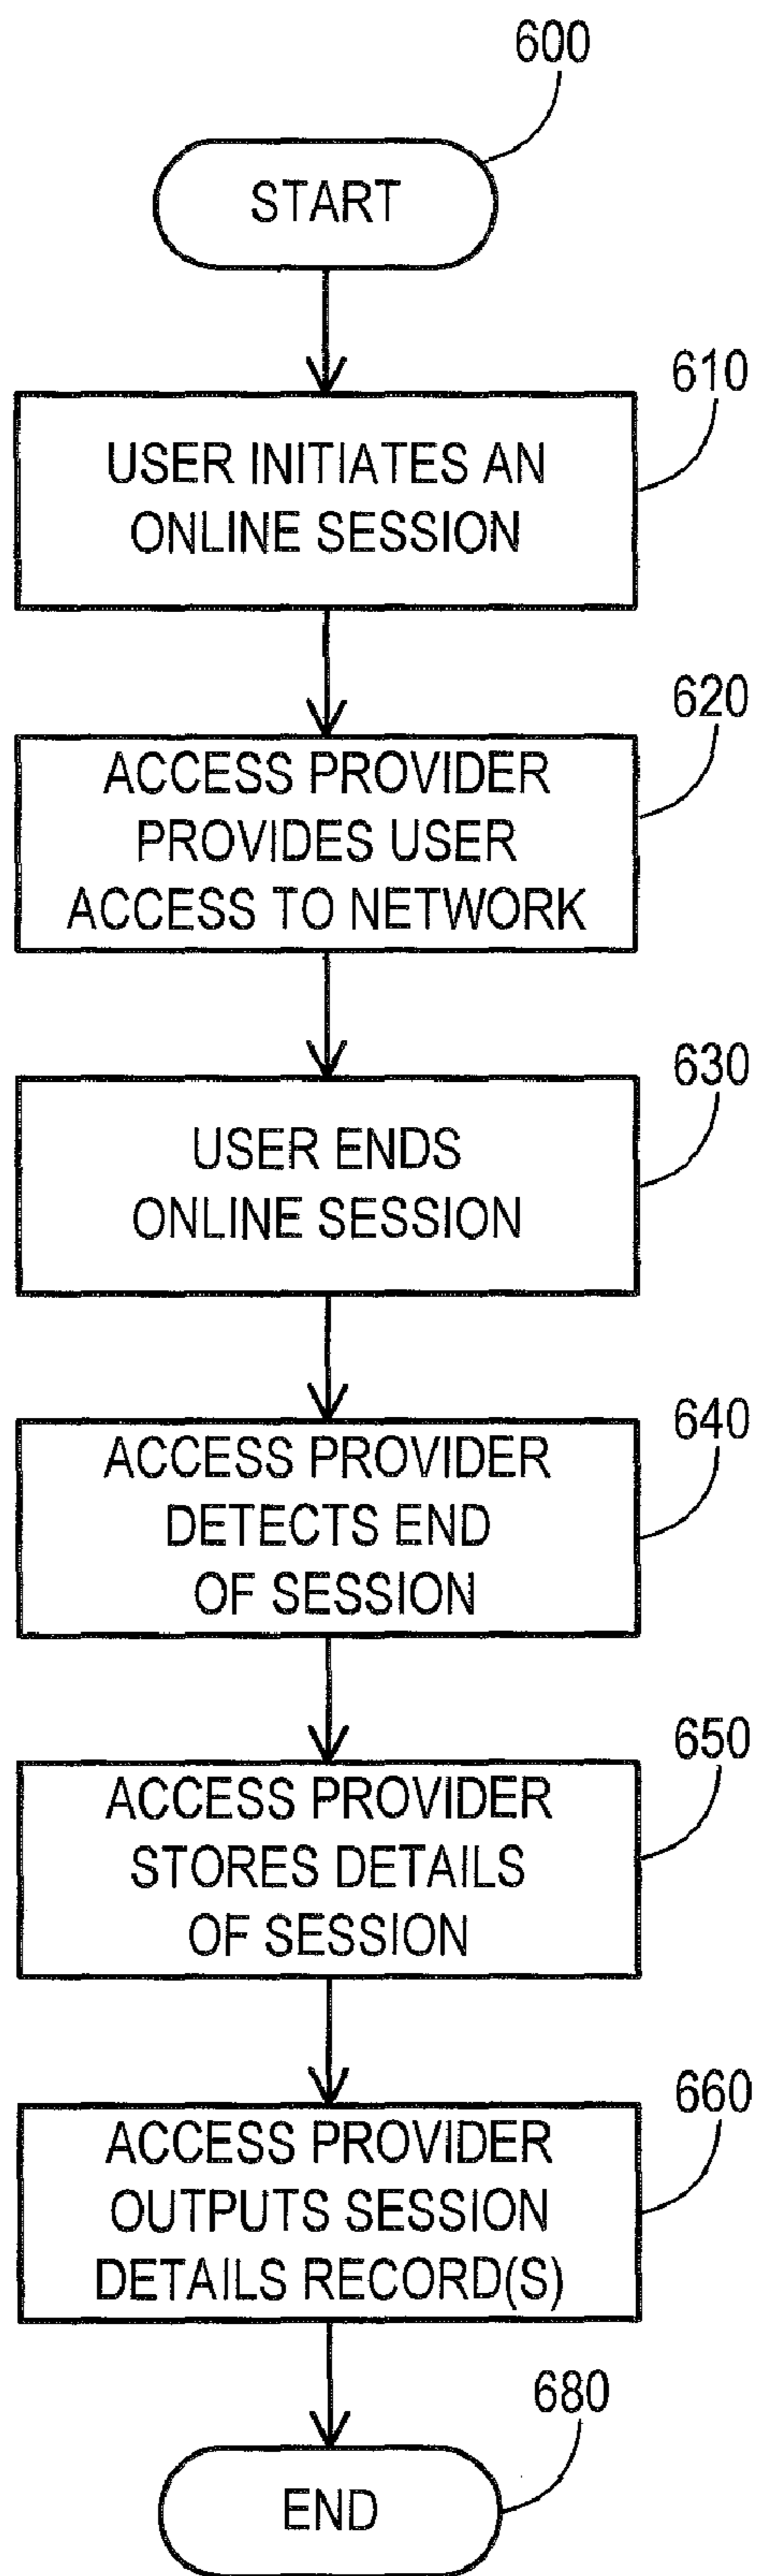 600
START
610
USER INITIATES AN
ONLINE SESSION
620
ACCESS PROVIDER
PROVIDES USER
ACCESS TO NETWORK
630
USER ENDS
ONLINE SESSION
640
ACCESS PROVIDER
DETECTS END
OF SESSION
650
ACCESS PROVIDER
STORES DETAILS
OF SESSION
660
ACCESS PROVIDER
OUTPUTS SESSION
DETAILS RECORD(S)
680
END